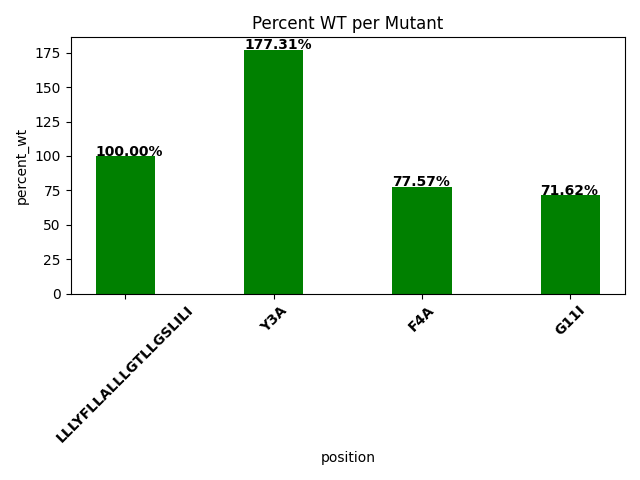 Percent WT per Mutant
percent_wt
175
150
125
100
75
50
25
0
100.00%
177.31%
77.57%
71.62%
LLLYFLLALLLGTLLGSLILI
Y3A
F4A
G11I
position